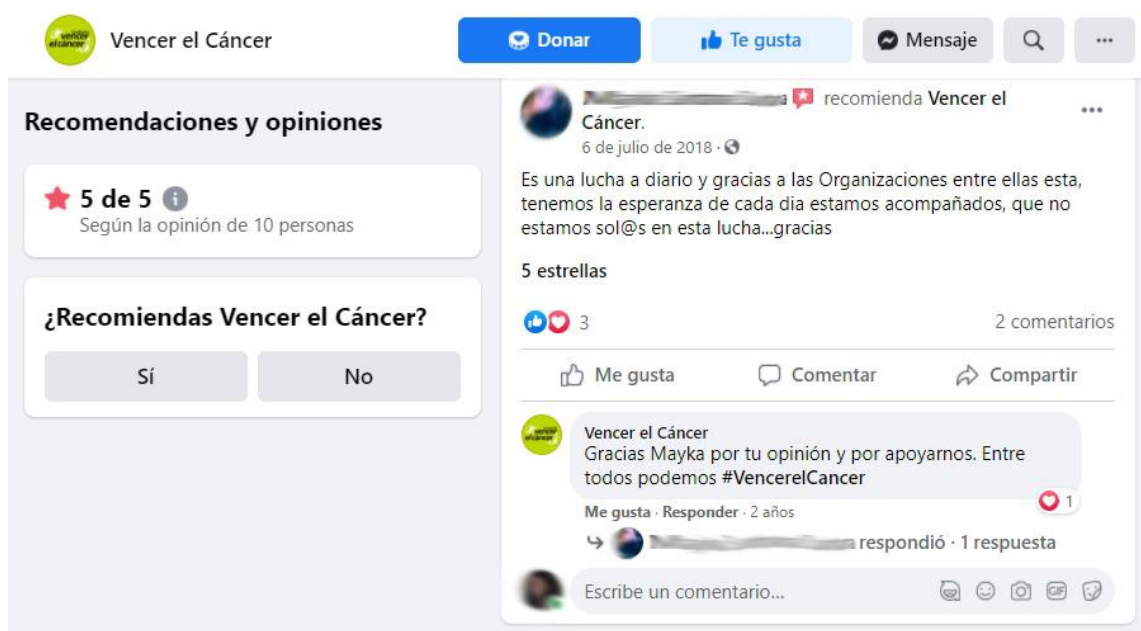 vencer
el cáncer
Vencer el Cáncer
Donar
Te gusta
Mensaje
Recomendaciones y opiniones
5 de 5
Según la opinión de 10 personas
¿Recomiendas Vencer el Cáncer?
Sí
No
recomienda Vencer el
Cáncer.
6 de julio de 2018 ·
Es una lucha a diario y gracias a las Organizaciones entre ellas esta,
tenemos la esperanza de cada dia estamos acompañados, que no
estamos sol@s en esta lucha...gracias
5 estrellas
3
2 comentarios
Me gusta
Comentar
Compartir
Vencer el Cáncer
Gracias Mayka por tu opinión y por apoyarnos. Entre
todos podemos #VencerelCancer
1
Me gusta · Responder · 2 años
respondió · 1 respuesta
Escribe un comentario...
GIF